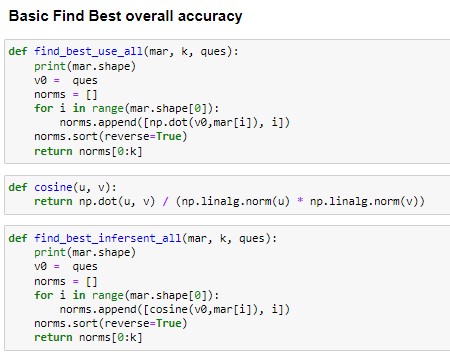 Basic Find Best overall accuracy
def find_best_use_all(mar, k, ques):
    print(mar.shape)
    v0 =  ques
    norms = []
    for i in range(mar.shape[0]):
        norms.append([np.dot(v0,mar[i]), i])
    norms.sort(reverse=True)
    return norms[0:k]
def cosine(u, v):
    return np.dot(u, v) / (np.linalg.norm(u) * np.linalg.norm(v))
def find_best_infersent_all(mar, k, ques):
    print(mar.shape)
    v0 =  ques
    norms = []
    for i in range(mar.shape[0]):
        norms.append([cosine(v0,mar[i]), i])
    norms.sort(reverse=True)
    return norms[0:k]